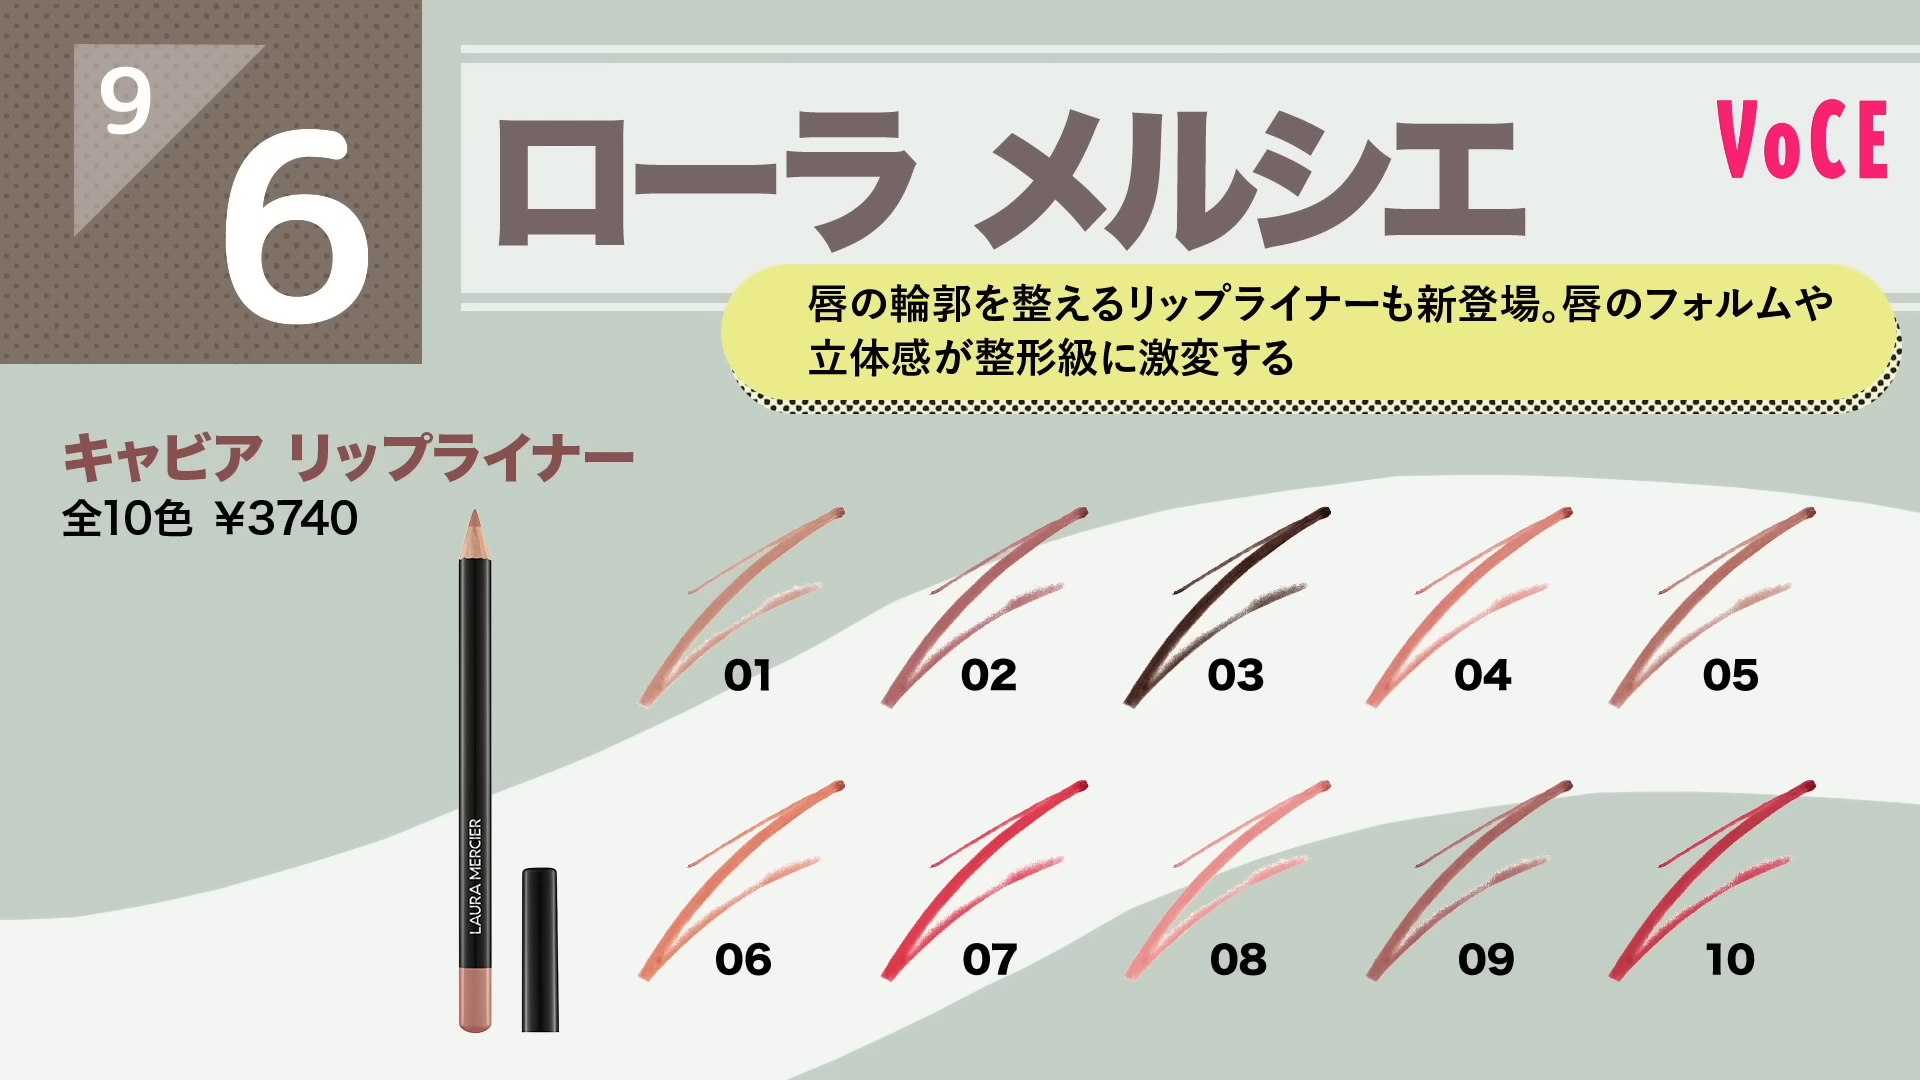 9
6
ローラ メルシエ
VoCE
唇の輪郭を整えるリップライナーも新登場。唇のフォルムや
立体感が整形級に激変する
キャビア リップライナー
全10色 ¥3740
LAURA MERCIER
01
02
03
04
05
06
07
08
09
10